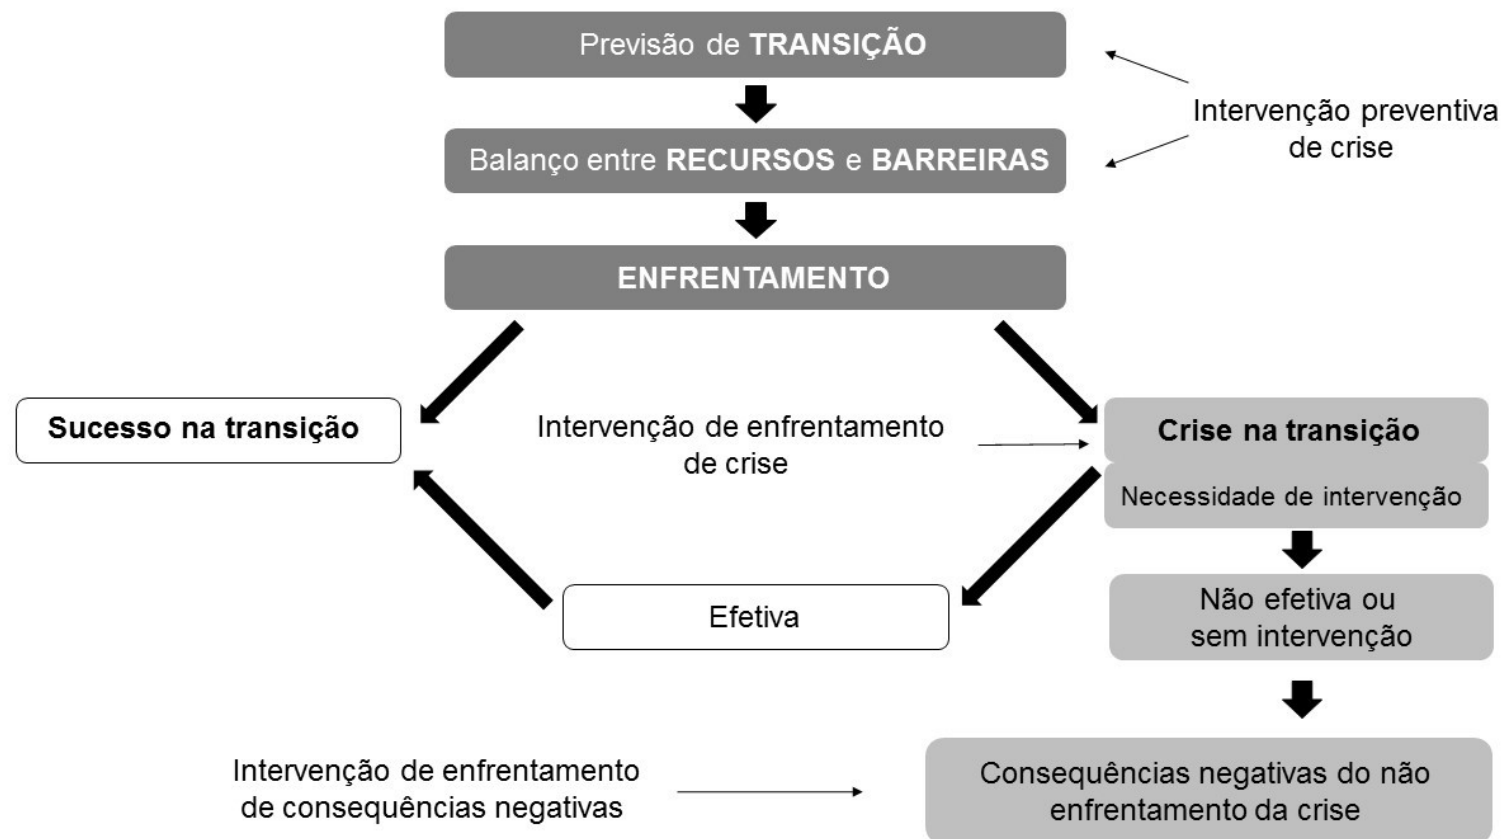 Previsão de TRANSIÇÃO
Intervenção preventiva
de crise
Balanço entre RECURSOS e BARREIRAS
ENFRENTAMENTO
Sucesso na transição
Intervenção de enfrentamento
de crise
Crise na transição
Necessidade de intervenção
Efetiva
Não efetiva ou
sem intervenção
Intervenção de enfrentamento
de consequências negativas
Consequências negativas do não
enfrentamento da crise